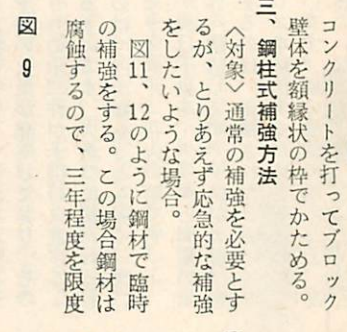 コンクリートを打ってブロック
壁体を額縁状の枠でかためる。
三、鋼柱式補強方法
〈対象〉通常の補強を必要とす
るが、とりあえず応急的な補強
をしたいような場合。
図11、12のように鋼材で臨時
の補強をする。この場合鋼材は
腐蝕するので、三年程度を限度
図9